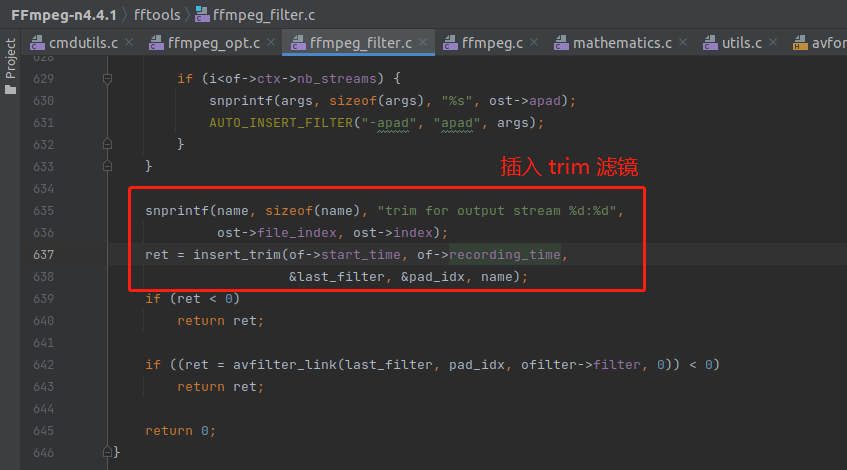 FFmpeg-n4.4.1 fftools ffmpeg_filter.c
Project
cmdutils.c ffmpeg_opt.c ffmpeg_filter.c ffmpeg.c mathematics.c utils.c avfor
628
629 if (i<of->ctx->nb_streams) {
630 snprintf(args, sizeof(args), "%s", ost->apad);
631 AUTO_INSERT_FILTER("-apad", "apad", args);
632 }
633 }
插入 trim 滤镜
634
635 snprintf(name, sizeof(name), "trim for output stream %d:%d",
636 ost->file_index, ost->index);
637 ret = insert_trim(of->start_time, of->recording_time,
638 &last_filter, &pad_idx, name);
639 if (ret < 0)
640 return ret;
641
642 if ((ret = avfilter_link(last_filter, pad_idx, ofilter->filter, 0)) < 0)
643 return ret;
644
645 return 0;
646 }